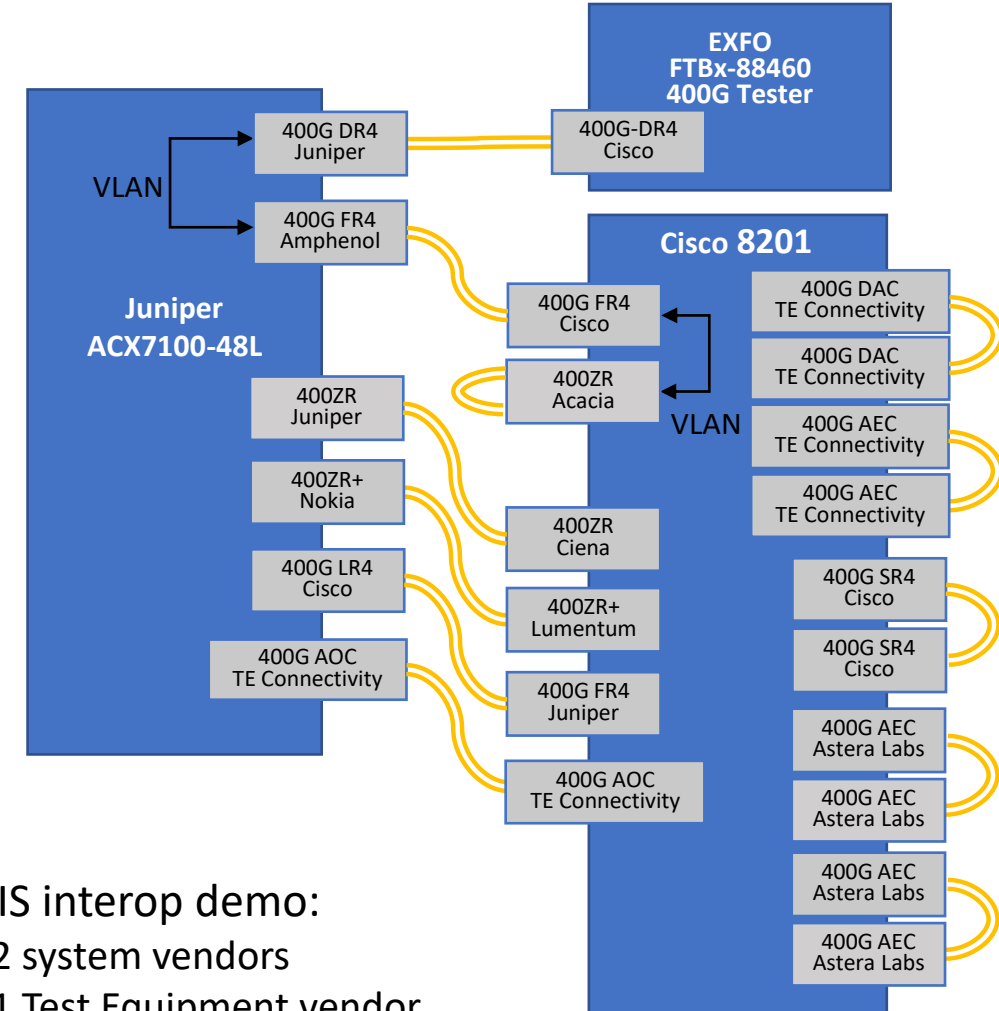 EXFO
FTBx-88460
400G Tester
400G DR4
Juniper
400G-DR4
Cisco
VLAN
400G FR4
Amphenol
Cisco 8201
Juniper
ACX7100-48L
400G FR4
Cisco
400ZR
Acacia
VLAN
400G DAC
TE Connectivity
400G DAC
TE Connectivity
400G AEC
TE Connectivity
400G AEC
TE Connectivity
400ZR
Juniper
400ZR+
Nokia
400G LR4
Cisco
400G AOC
TE Connectivity
400ZR
Ciena
400ZR+
Lumentum
400G FR4
Juniper
400G AOC
TE Connectivity
400G SR4
Cisco
400G SR4
Cisco
400G AEC
Astera Labs
400G AEC
Astera Labs
400G AEC
Astera Labs
400G AEC
Astera Labs
IS interop demo:
2 system vendors
1 Test Equipment vendor